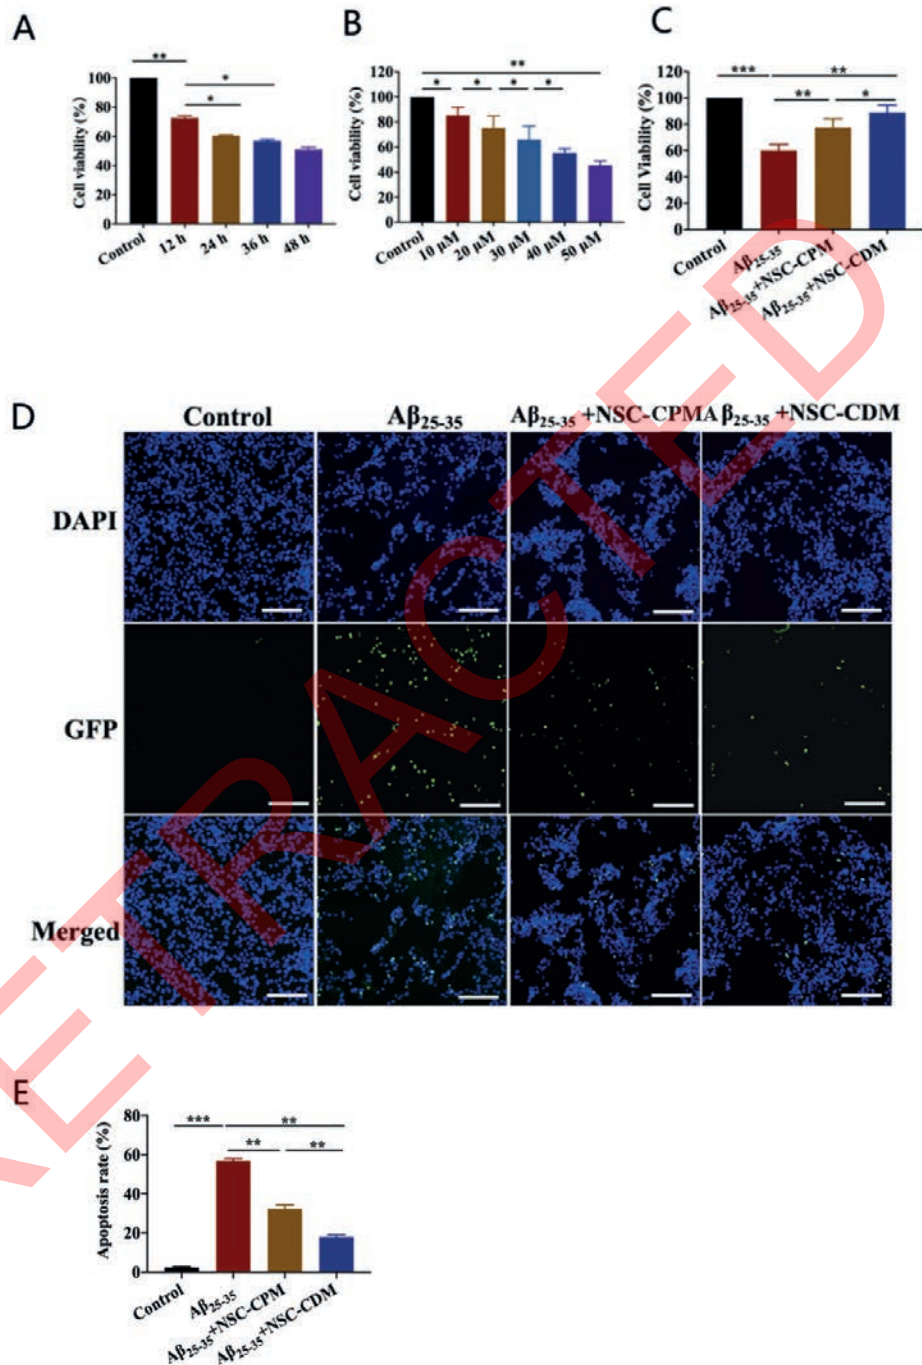 A
**
*
*
Cell viability (%)
100
80
60
40
20
0
Control
12 h
24 h
36 h
48 h
B
**
*
*
*
*
Cell viability (%)
120
100
80
60
40
20
0
Control
10 μM
20 μM
30 μM
40 μM
50 μM
C
***
**
**
*
Cell Viability (%)
120
100
80
60
40
20
0
Control
Aβ25-35
Aβ25-35+NSC-CPM
Aβ25-35+NSC-CDM
D
Control
Aβ25-35
Aβ25-35 +NSC-CPM
Aβ25-35 +NSC-CDM
DAPI
GFP
Merged
E
***
**
**
**
Apoptosis rate (%)
80
60
40
20
0
Control
Aβ25-35
Aβ25-35+NSC-CPM
Aβ25-35+NSC-CDM
RETRACTED